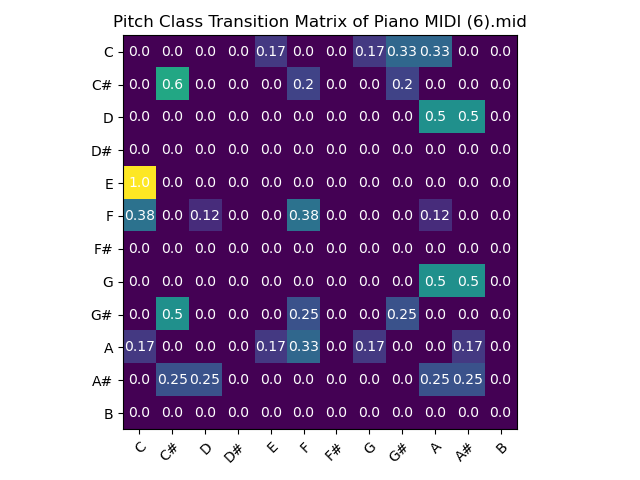 Pitch Class Transition Matrix of Piano MIDI (6).mid
C 0.0 0.0 0.0 0.0 0.17 0.0 0.0 0.17 0.33 0.33 0.0 0.0
C# 0.0 0.6 0.0 0.0 0.0 0.2 0.0 0.0 0.2 0.0 0.0 0.0
D 0.0 0.0 0.0 0.0 0.0 0.0 0.0 0.0 0.0 0.5 0.5 0.0
D# 0.0 0.0 0.0 0.0 0.0 0.0 0.0 0.0 0.0 0.0 0.0 0.0
E 1.0 0.0 0.0 0.0 0.0 0.0 0.0 0.0 0.0 0.0 0.0 0.0
F 0.38 0.0 0.12 0.0 0.0 0.38 0.0 0.0 0.0 0.12 0.0 0.0
F# 0.0 0.0 0.0 0.0 0.0 0.0 0.0 0.0 0.0 0.0 0.0 0.0
G 0.0 0.0 0.0 0.0 0.0 0.0 0.0 0.0 0.0 0.5 0.5 0.0
G# 0.0 0.5 0.0 0.0 0.0 0.25 0.0 0.0 0.25 0.0 0.0 0.0
A 0.17 0.0 0.0 0.0 0.17 0.33 0.0 0.17 0.0 0.0 0.17 0.0
A# 0.0 0.25 0.25 0.0 0.0 0.0 0.0 0.0 0.0 0.25 0.25 0.0
B 0.0 0.0 0.0 0.0 0.0 0.0 0.0 0.0 0.0 0.0 0.0 0.0
C C# D D# E F F# G G# A A# B